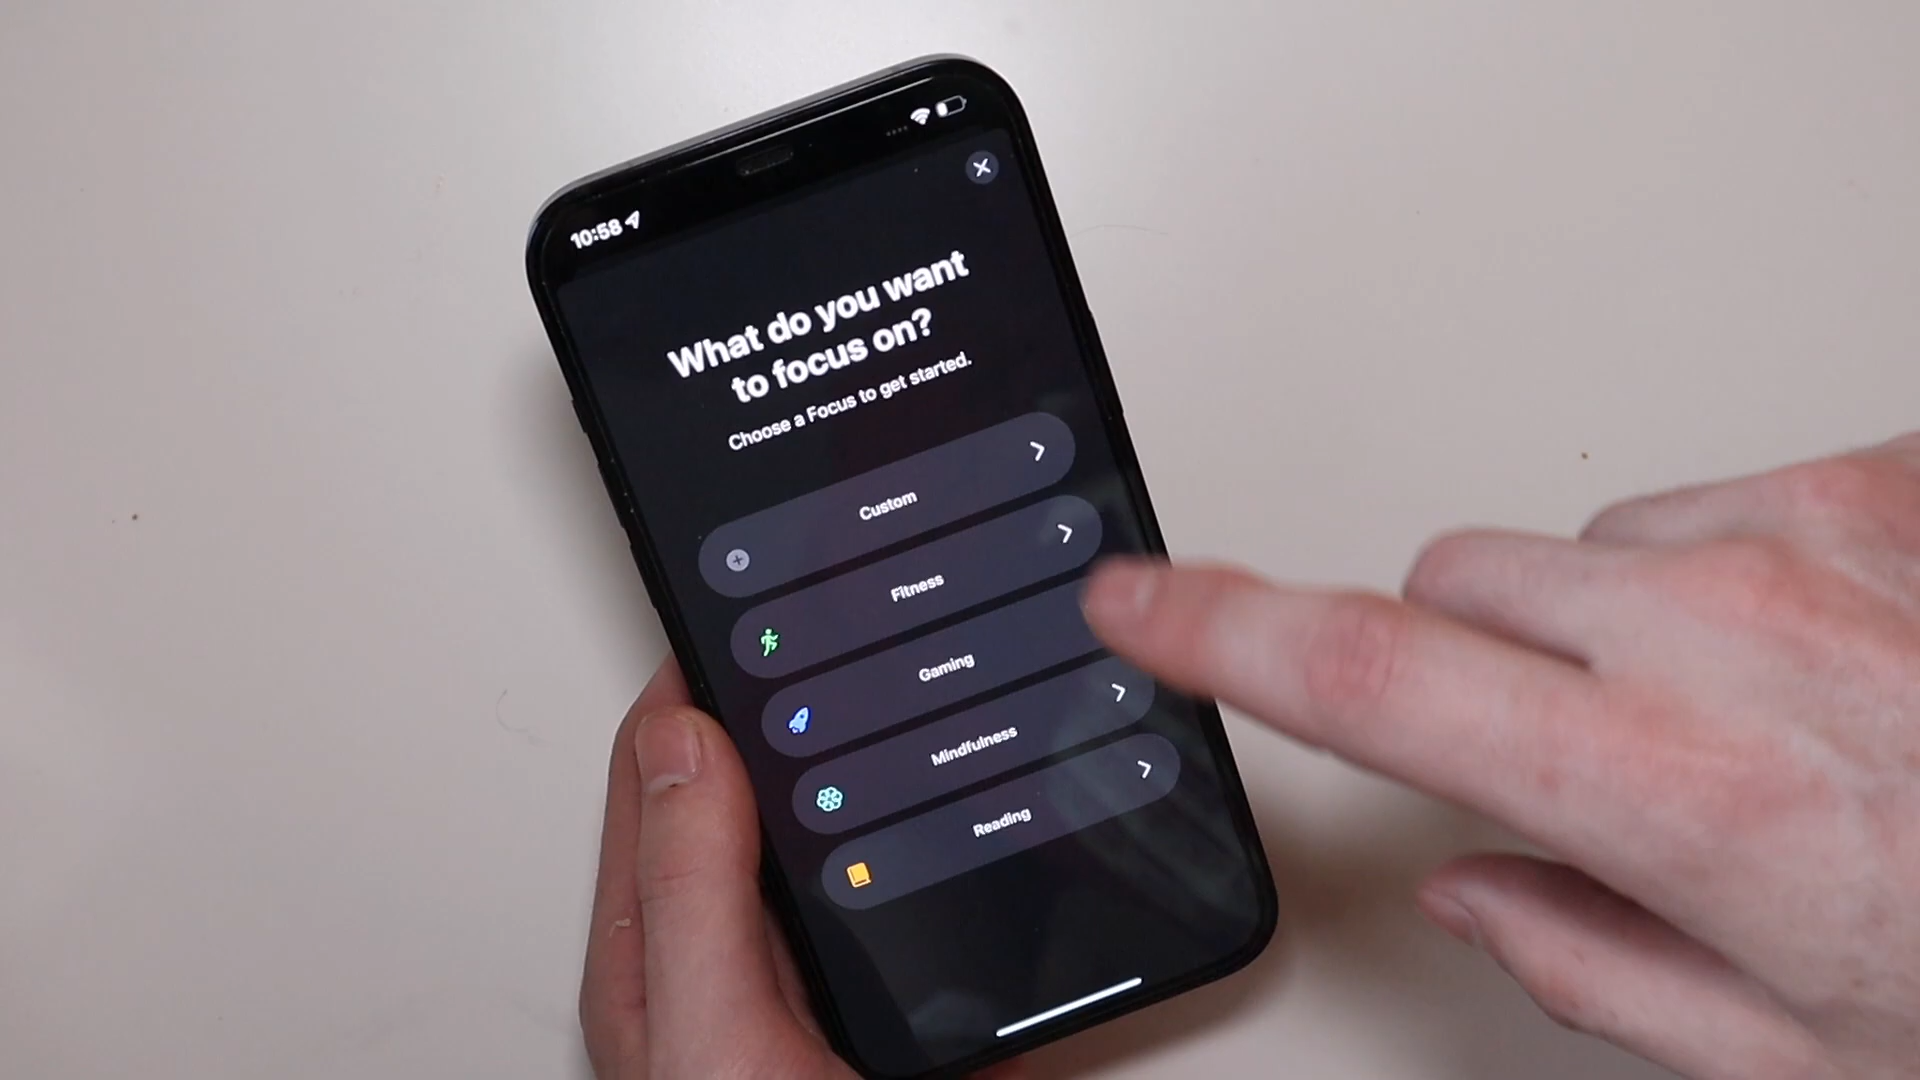 10:58
What do you want
to focus on?
Choose a Focus to get started.
Custom
Fitness
Gaming
Mindfulness
Reading